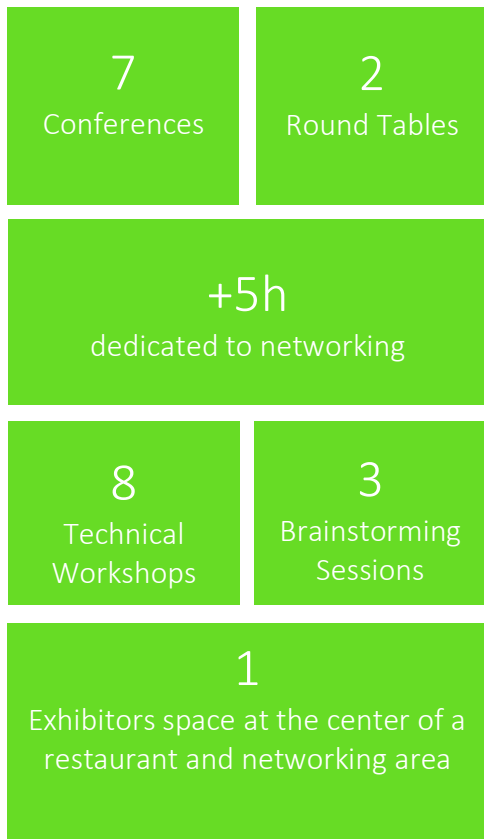 7
Conferences
2
Round Tables
+5h
dedicated to networking
8
Technical
Workshops
3
Brainstorming
Sessions
1
Exhibitors space at the center of a
restaurant and networking area